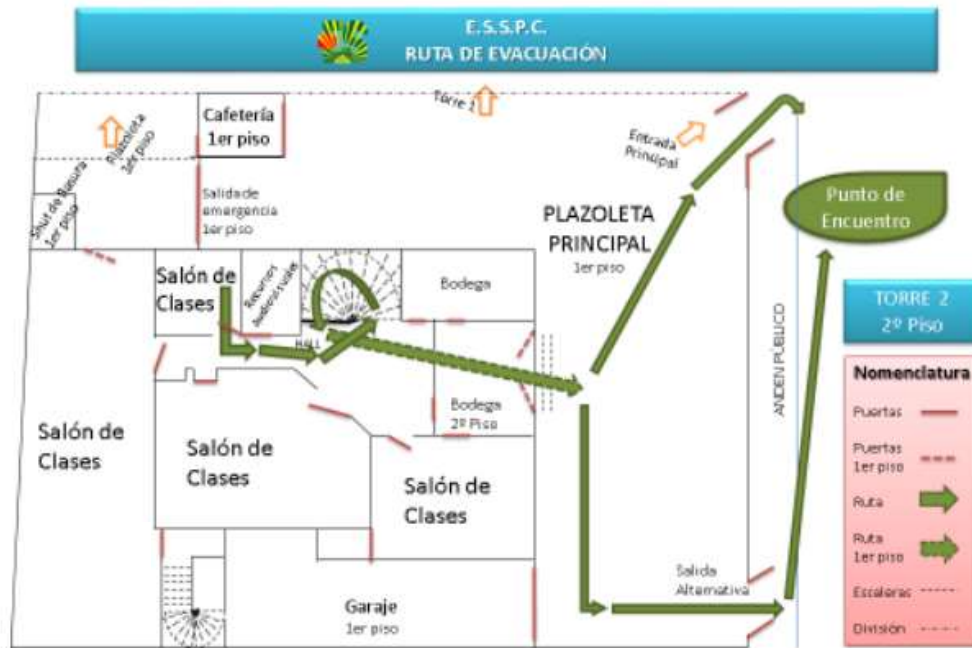 E.S.S.P.C.
RUTA DE EVACUACIÓN
Torre 1
Cafetería
1er piso
Plazoleta
1er piso
Entrada
Principal
Shut de Basura
1er piso
Salida de
emergencia
1er piso
PLAZOLETA
PRINCIPAL
1er piso
Punto de
Encuentro
Salón de
Clases
Recursos
audiovisuales
Bodega
TORRE 2
2º Piso
HALL
ANDEN PÚBLICO
Nomenclatura
Puertas
Puertas
1er piso
Ruta
Ruta
1er piso
Escaleras
División
Bodega
2º Piso
Salón de
Clases
Salón de
Clases
Salón de
Clases
Salida
Alternativa
Garaje
1er piso